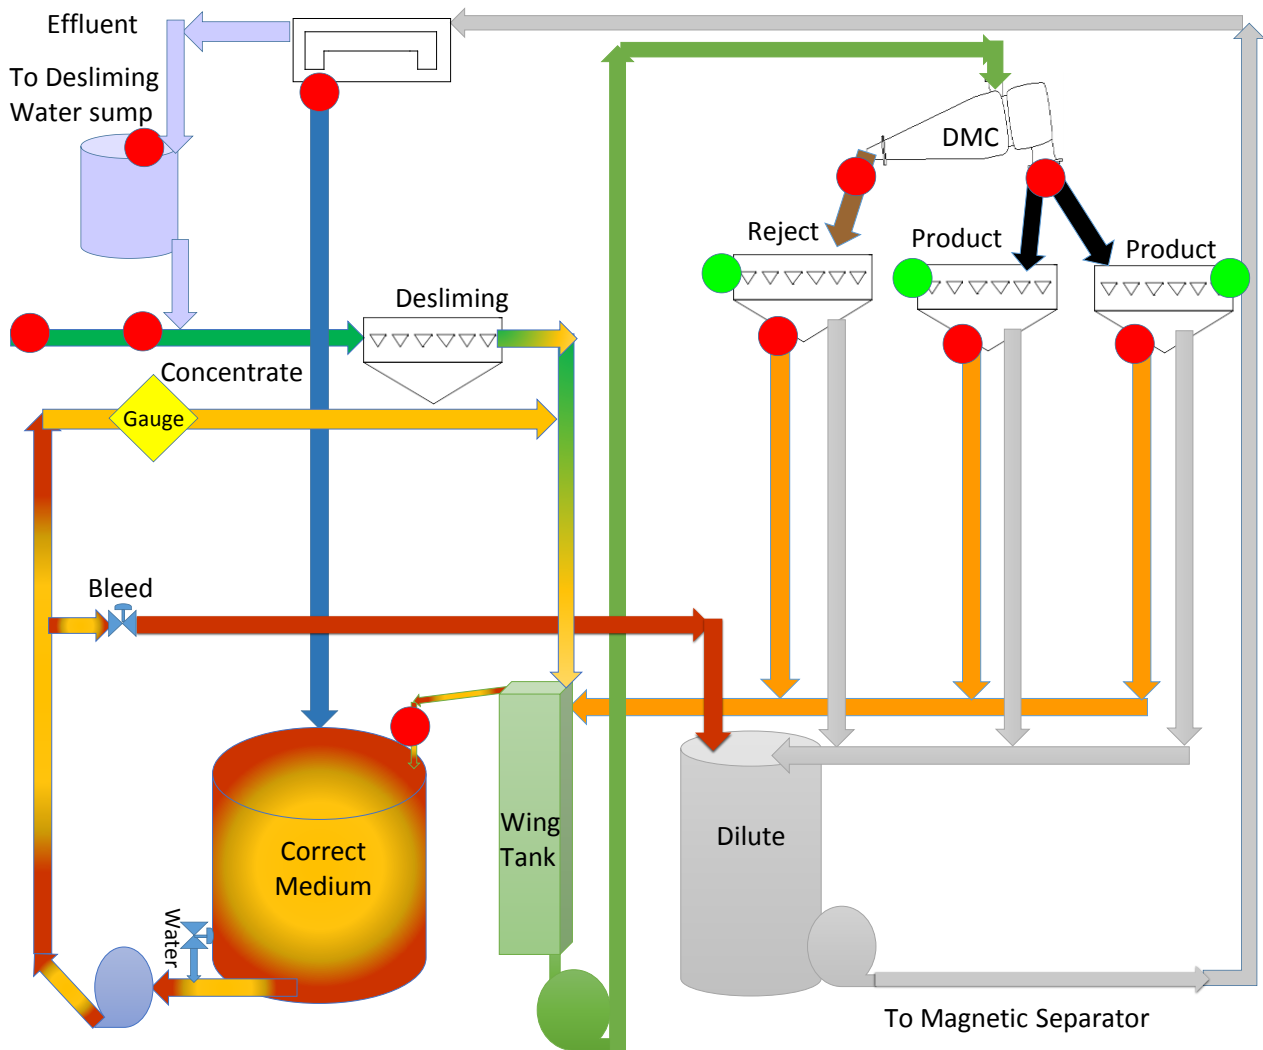 Effluent
To Desliming
Water sump
DMC
Reject
Product
Product
Desliming
Concentrate
Gauge
Bleed
Wing
Tank
Dilute
Correct
Medium
Water
To Magnetic Separator